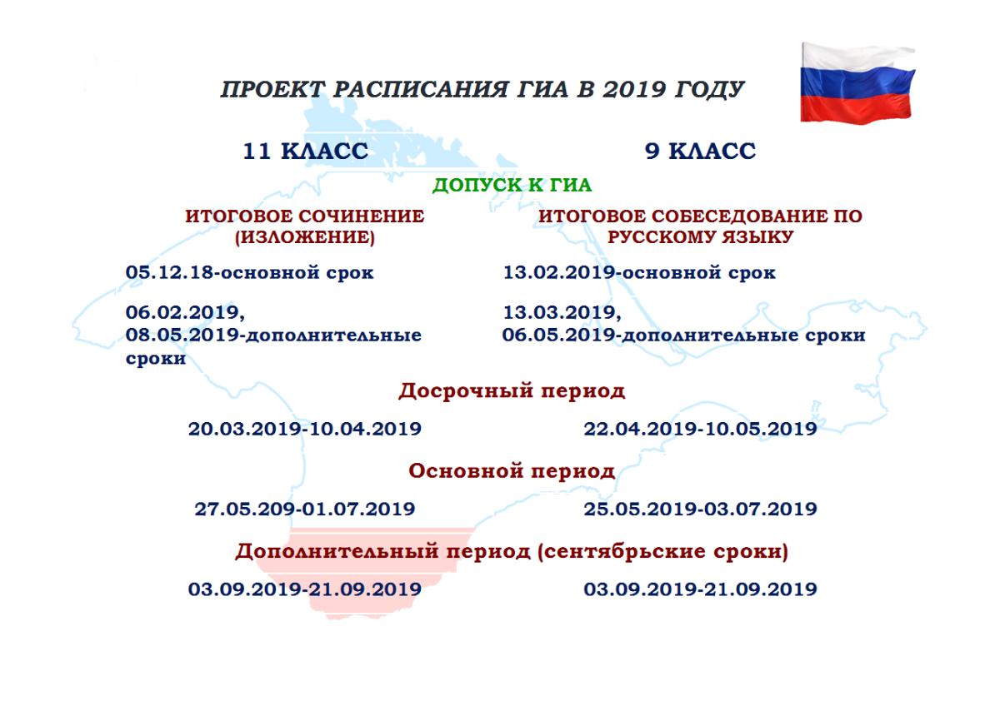 ПРОЕКТ РАСПИСАНИЯ ГИА В 2019 ГОДУ
11 КЛАСС
9 КЛАСС
ДОПУСК К ГИА
ИТОГОВОЕ СОЧИНЕНИЕ
(ИЗЛОЖЕНИЕ)
ИТОГОВОЕ СОБЕСЕДОВАНИЕ ПО
РУССКОМУ ЯЗЫКУ
05.12.18-основной срок
13.02.2019-основной срок
06.02.2019,
08.05.2019-дополнительные
сроки
13.03.2019,
06.05.2019-дополнительные сроки
Досрочный период
20.03.2019-10.04.2019
22.04.2019-10.05.2019
Основной период
27.05.209-01.07.2019
25.05.2019-03.07.2019
Дополнительный период (сентябрьские сроки)
03.09.2019-21.09.2019
03.09.2019-21.09.2019